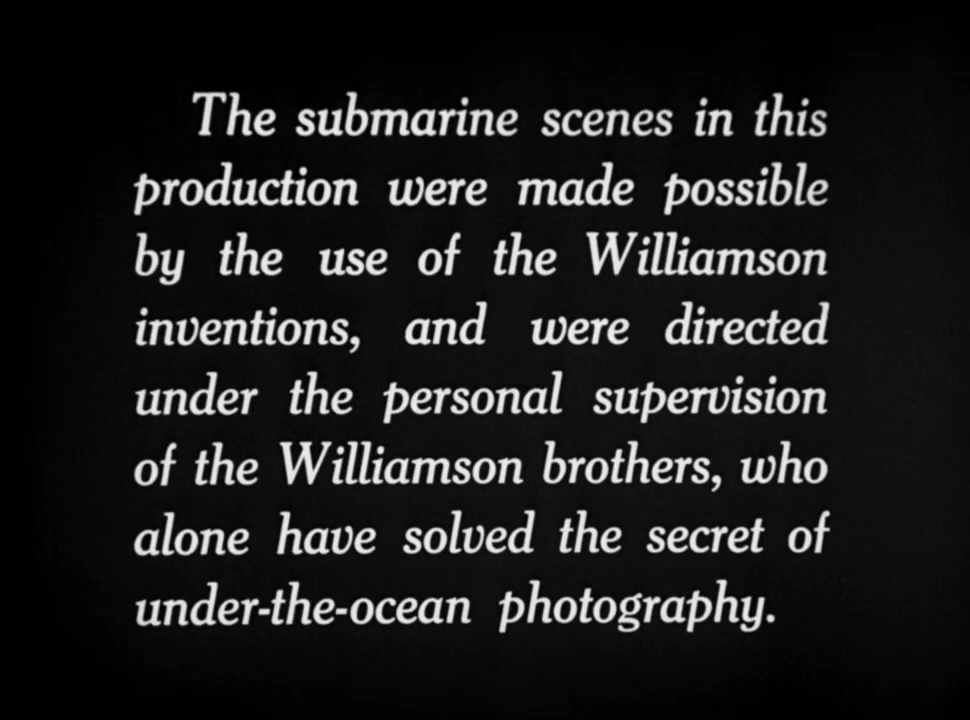 The submarine scenes in this
production were made possible
by the use of the Williamson
inventions, and were directed
under the personal supervision
of the Williamson brothers, who
alone have solved the secret of
under-the-ocean photography.